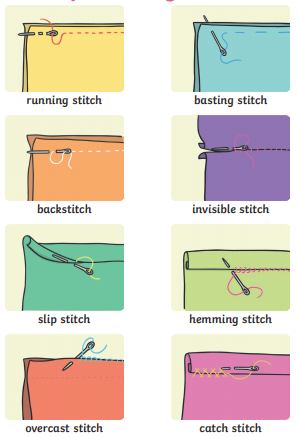 running stitch
basting stitch
backstitch
invisible stitch
slip stitch
hemming stitch
overcast stitch
catch stitch